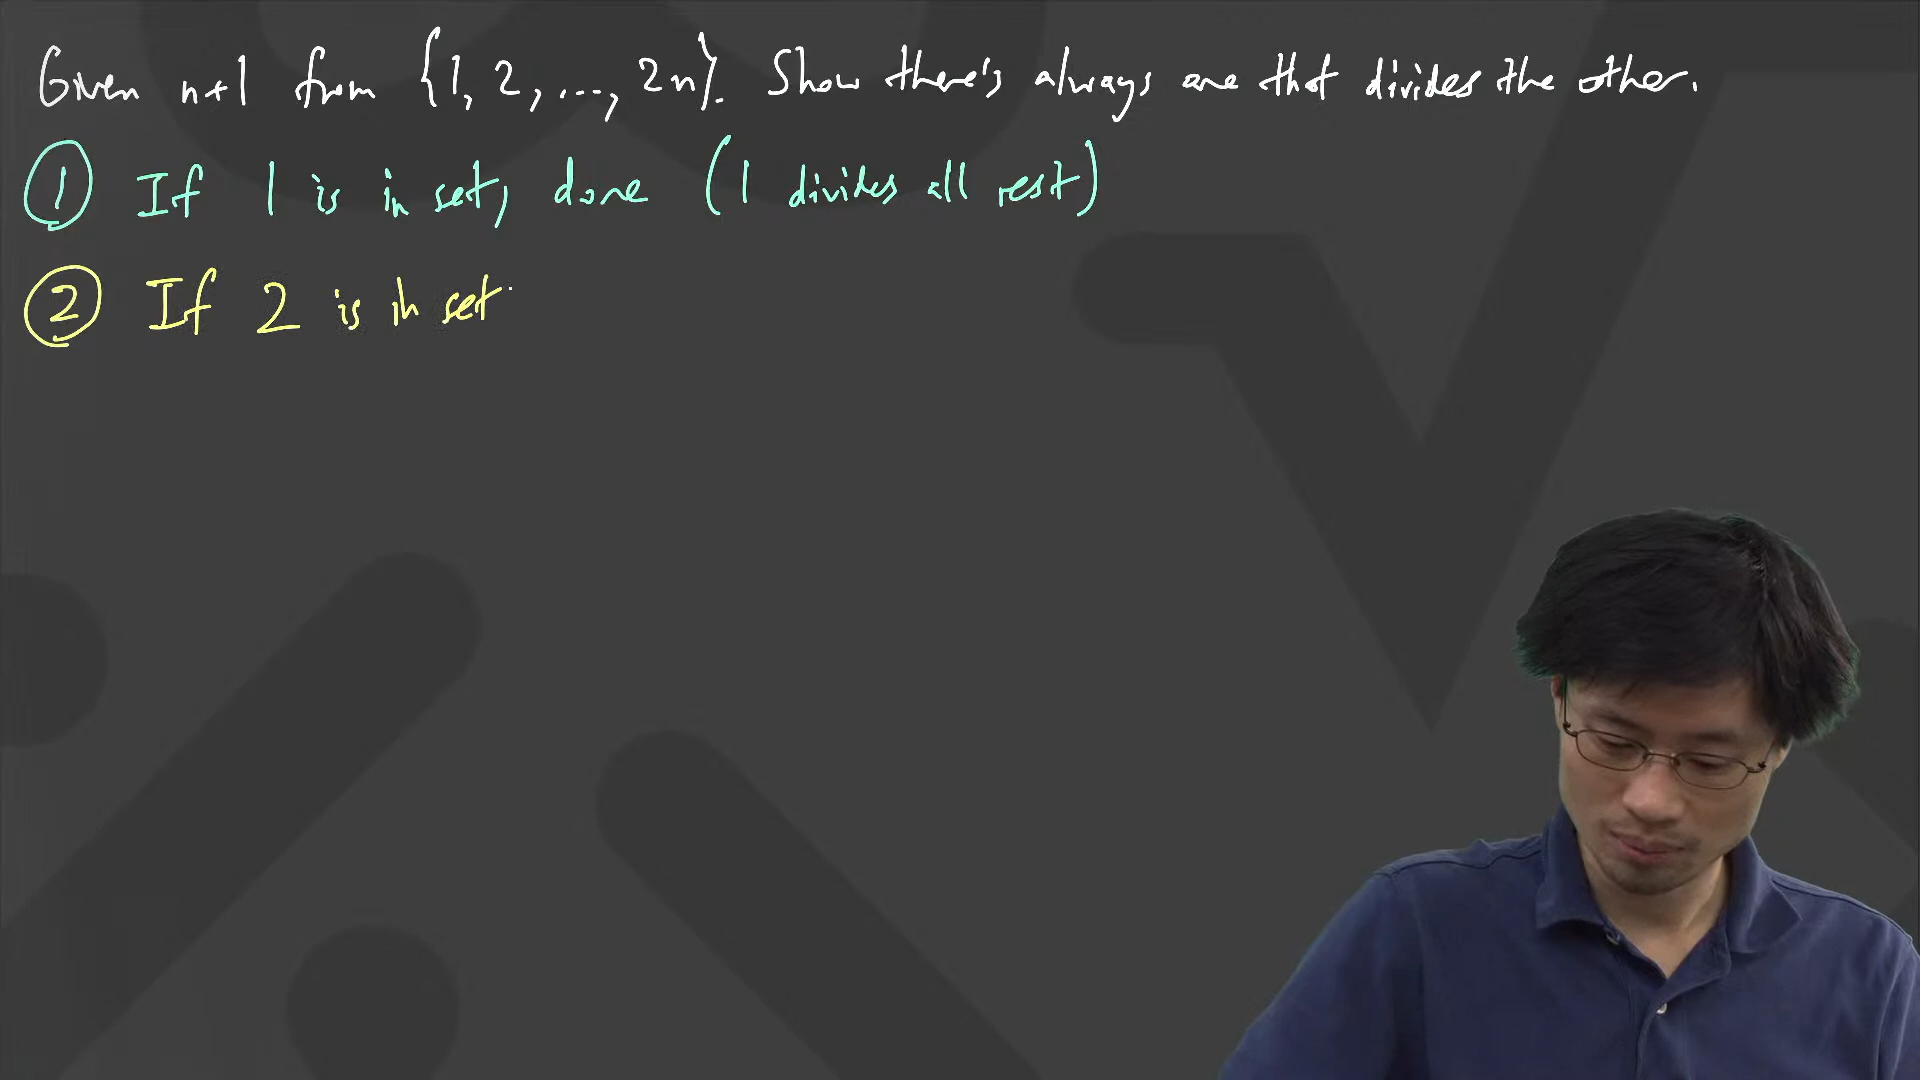 Given n+1 from {1, 2, ..., 2n}. Show there's always one that divides the other.
① If 1 is in set, done (1 divides all rest)
② If 2 is in set